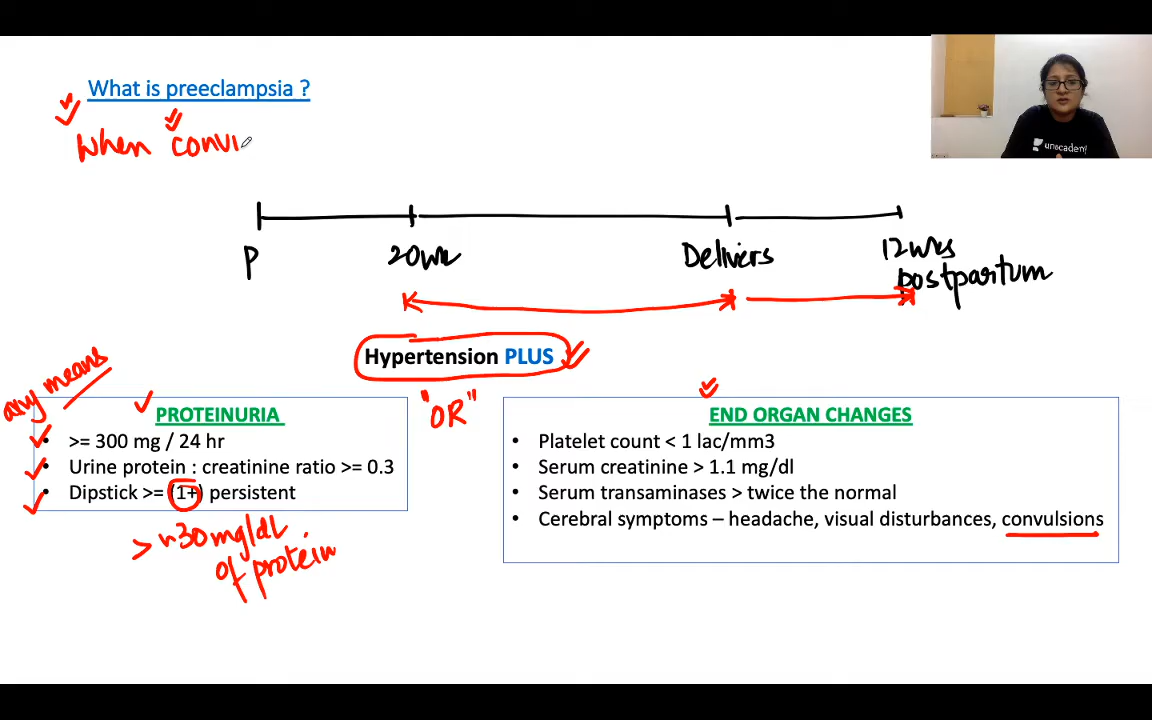 What is preeclampsia ?
when convi
unacademy
P 20wk Delivers 12wks
postpartum
Hypertension PLUS
any means
"OR"
PROTEINURIA
• >= 300 mg / 24 hr
• Urine protein : creatinine ratio >= 0.3
• Dipstick >= (1+) persistent
> ~30mg/dL
of protein
END ORGAN CHANGES
• Platelet count < 1 lac/mm3
• Serum creatinine > 1.1 mg/dl
• Serum transaminases > twice the normal
• Cerebral symptoms – headache, visual disturbances, convulsions